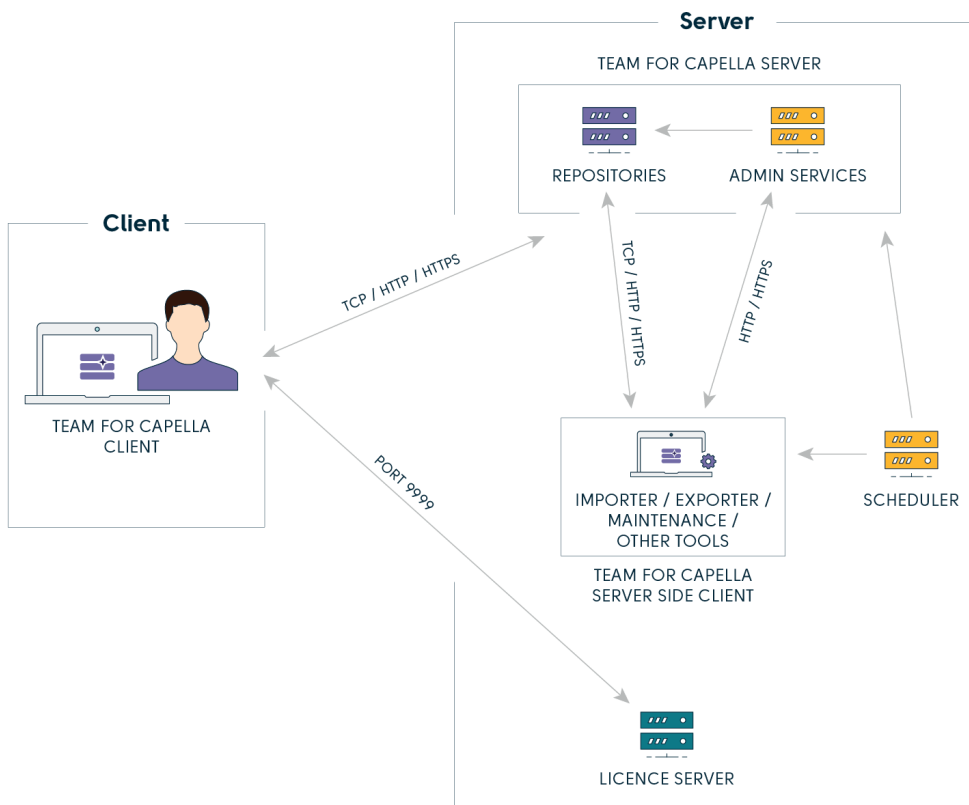 Server
TEAM FOR CAPELLA SERVER
REPOSITORIES
ADMIN SERVICES
Client
TCP / HTTP / HTTPS
TCP / HTTP / HTTPS
HTTP / HTTPS
TEAM FOR CAPELLA
CLIENT
PORT 9999
IMPORTER / EXPORTER /
MAINTENANCE /
OTHER TOOLS
SCHEDULER
TEAM FOR CAPELLA
SERVER SIDE CLIENT
LICENCE SERVER